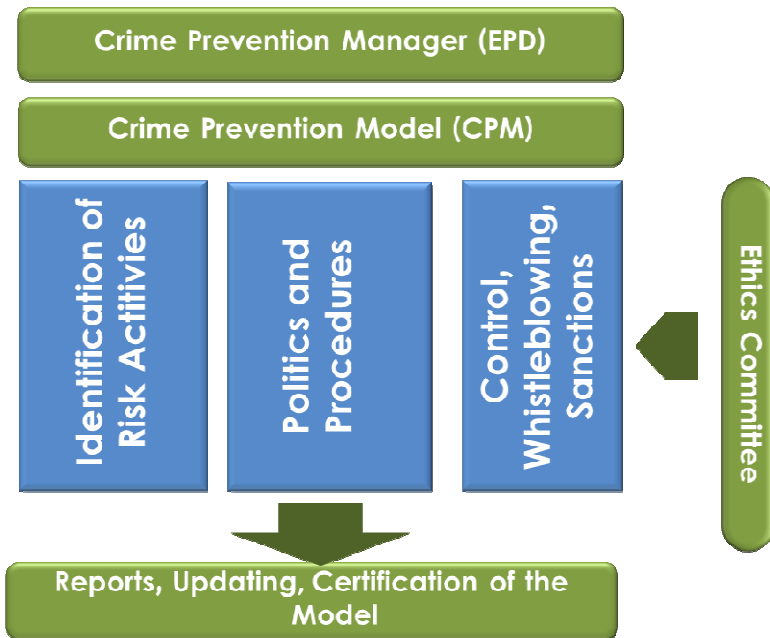 Crime Prevention Manager (EPD)
Crime Prevention Model (CPM)
Identification of
Risk Actitivies
Politics and
Procedures
Control,
Whistleblowing,
Sanctions
Ethics Committee
Reports, Updating, Certification of the
Model